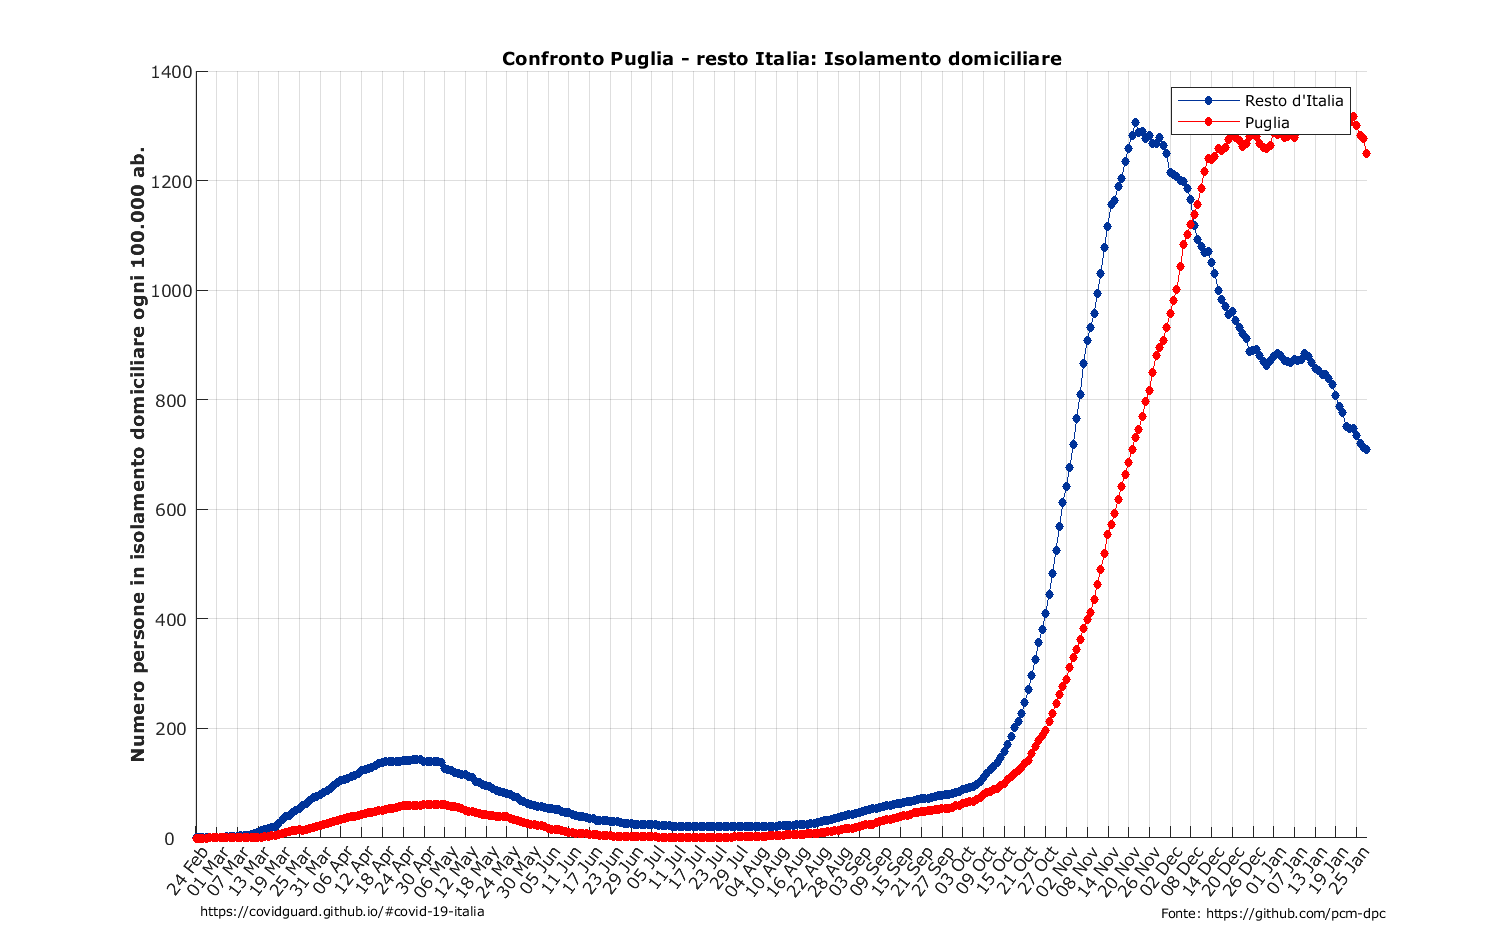 Confronto Puglia - resto Italia: Isolamento domiciliare
Numero persone in isolamento domiciliare ogni 100.000 ab.
1400
1200
1000
800
600
400
200
0
Resto d'Italia
Puglia
24 Feb
01 Mar
07 Mar
13 Mar
19 Mar
25 Mar
31 Mar
06 Apr
12 Apr
18 Apr
24 Apr
30 Apr
06 May
12 May
18 May
24 May
30 May
05 Jun
11 Jun
17 Jun
23 Jun
29 Jun
05 Jul
11 Jul
17 Jul
23 Jul
29 Jul
04 Aug
10 Aug
16 Aug
22 Aug
28 Aug
03 Sep
09 Sep
15 Sep
21 Sep
27 Sep
03 Oct
09 Oct
15 Oct
21 Oct
27 Oct
02 Nov
08 Nov
14 Nov
20 Nov
26 Nov
02 Dec
08 Dec
14 Dec
20 Dec
26 Dec
01 Jan
07 Jan
13 Jan
19 Jan
25 Jan
https://covidguard.github.io/#covid-19-italia
Fonte: https://github.com/pcm-dpc